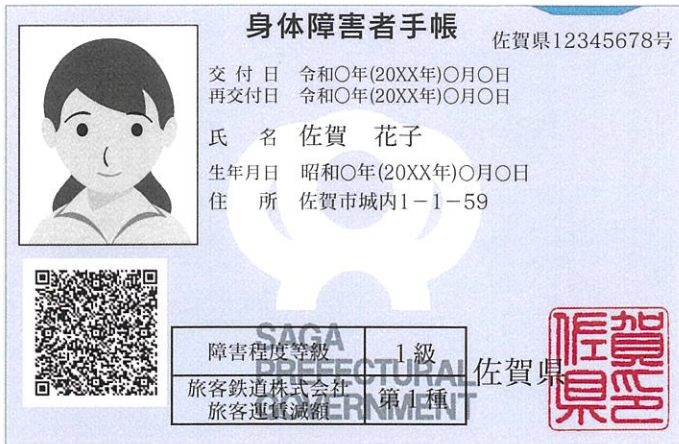 身体障害者手帳
佐賀県12345678号
交付日 令和○年(20XX年)○月○日
再交付日 令和○年(20XX年)○月○日
氏 名 佐賀 花子
生年月日 昭和○年(20XX年)○月○日
住 所 佐賀市城内1-1-59
SAGA
PREFECTURAL
GOVERNMENT
障害程度等級 1級
旅客鉄道株式会社
旅客運賃減額 第1種
佐賀県
佐賀県印